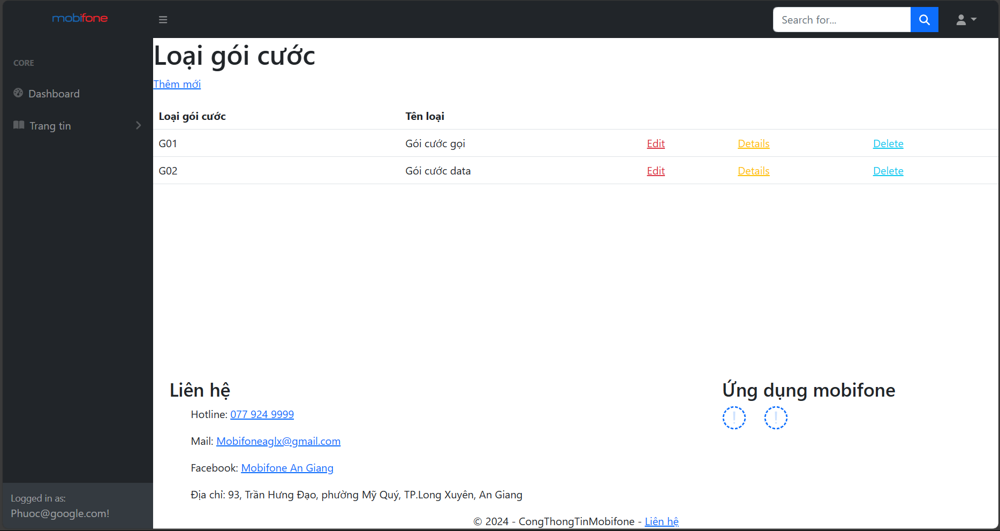 mobifone
Search for...
CORE
Dashboard
Trang tin
Loại gói cước
Thêm mới
Loại gói cước Tên loại
G01 Gói cước gọi Edit Details Delete
G02 Gói cước data Edit Details Delete
Liên hệ
Hotline: 077 924 9999
Mail: Mobifoneaglx@gmail.com
Facebook: Mobifone An Giang
Địa chỉ: 93, Trần Hưng Đạo, phường Mỹ Quý, TP.Long Xuyên, An Giang
Ứng dụng mobifone
! !
Logged in as:
Phuoc@google.com!
© 2024 - CongThongTinMobifone - Liên hệ